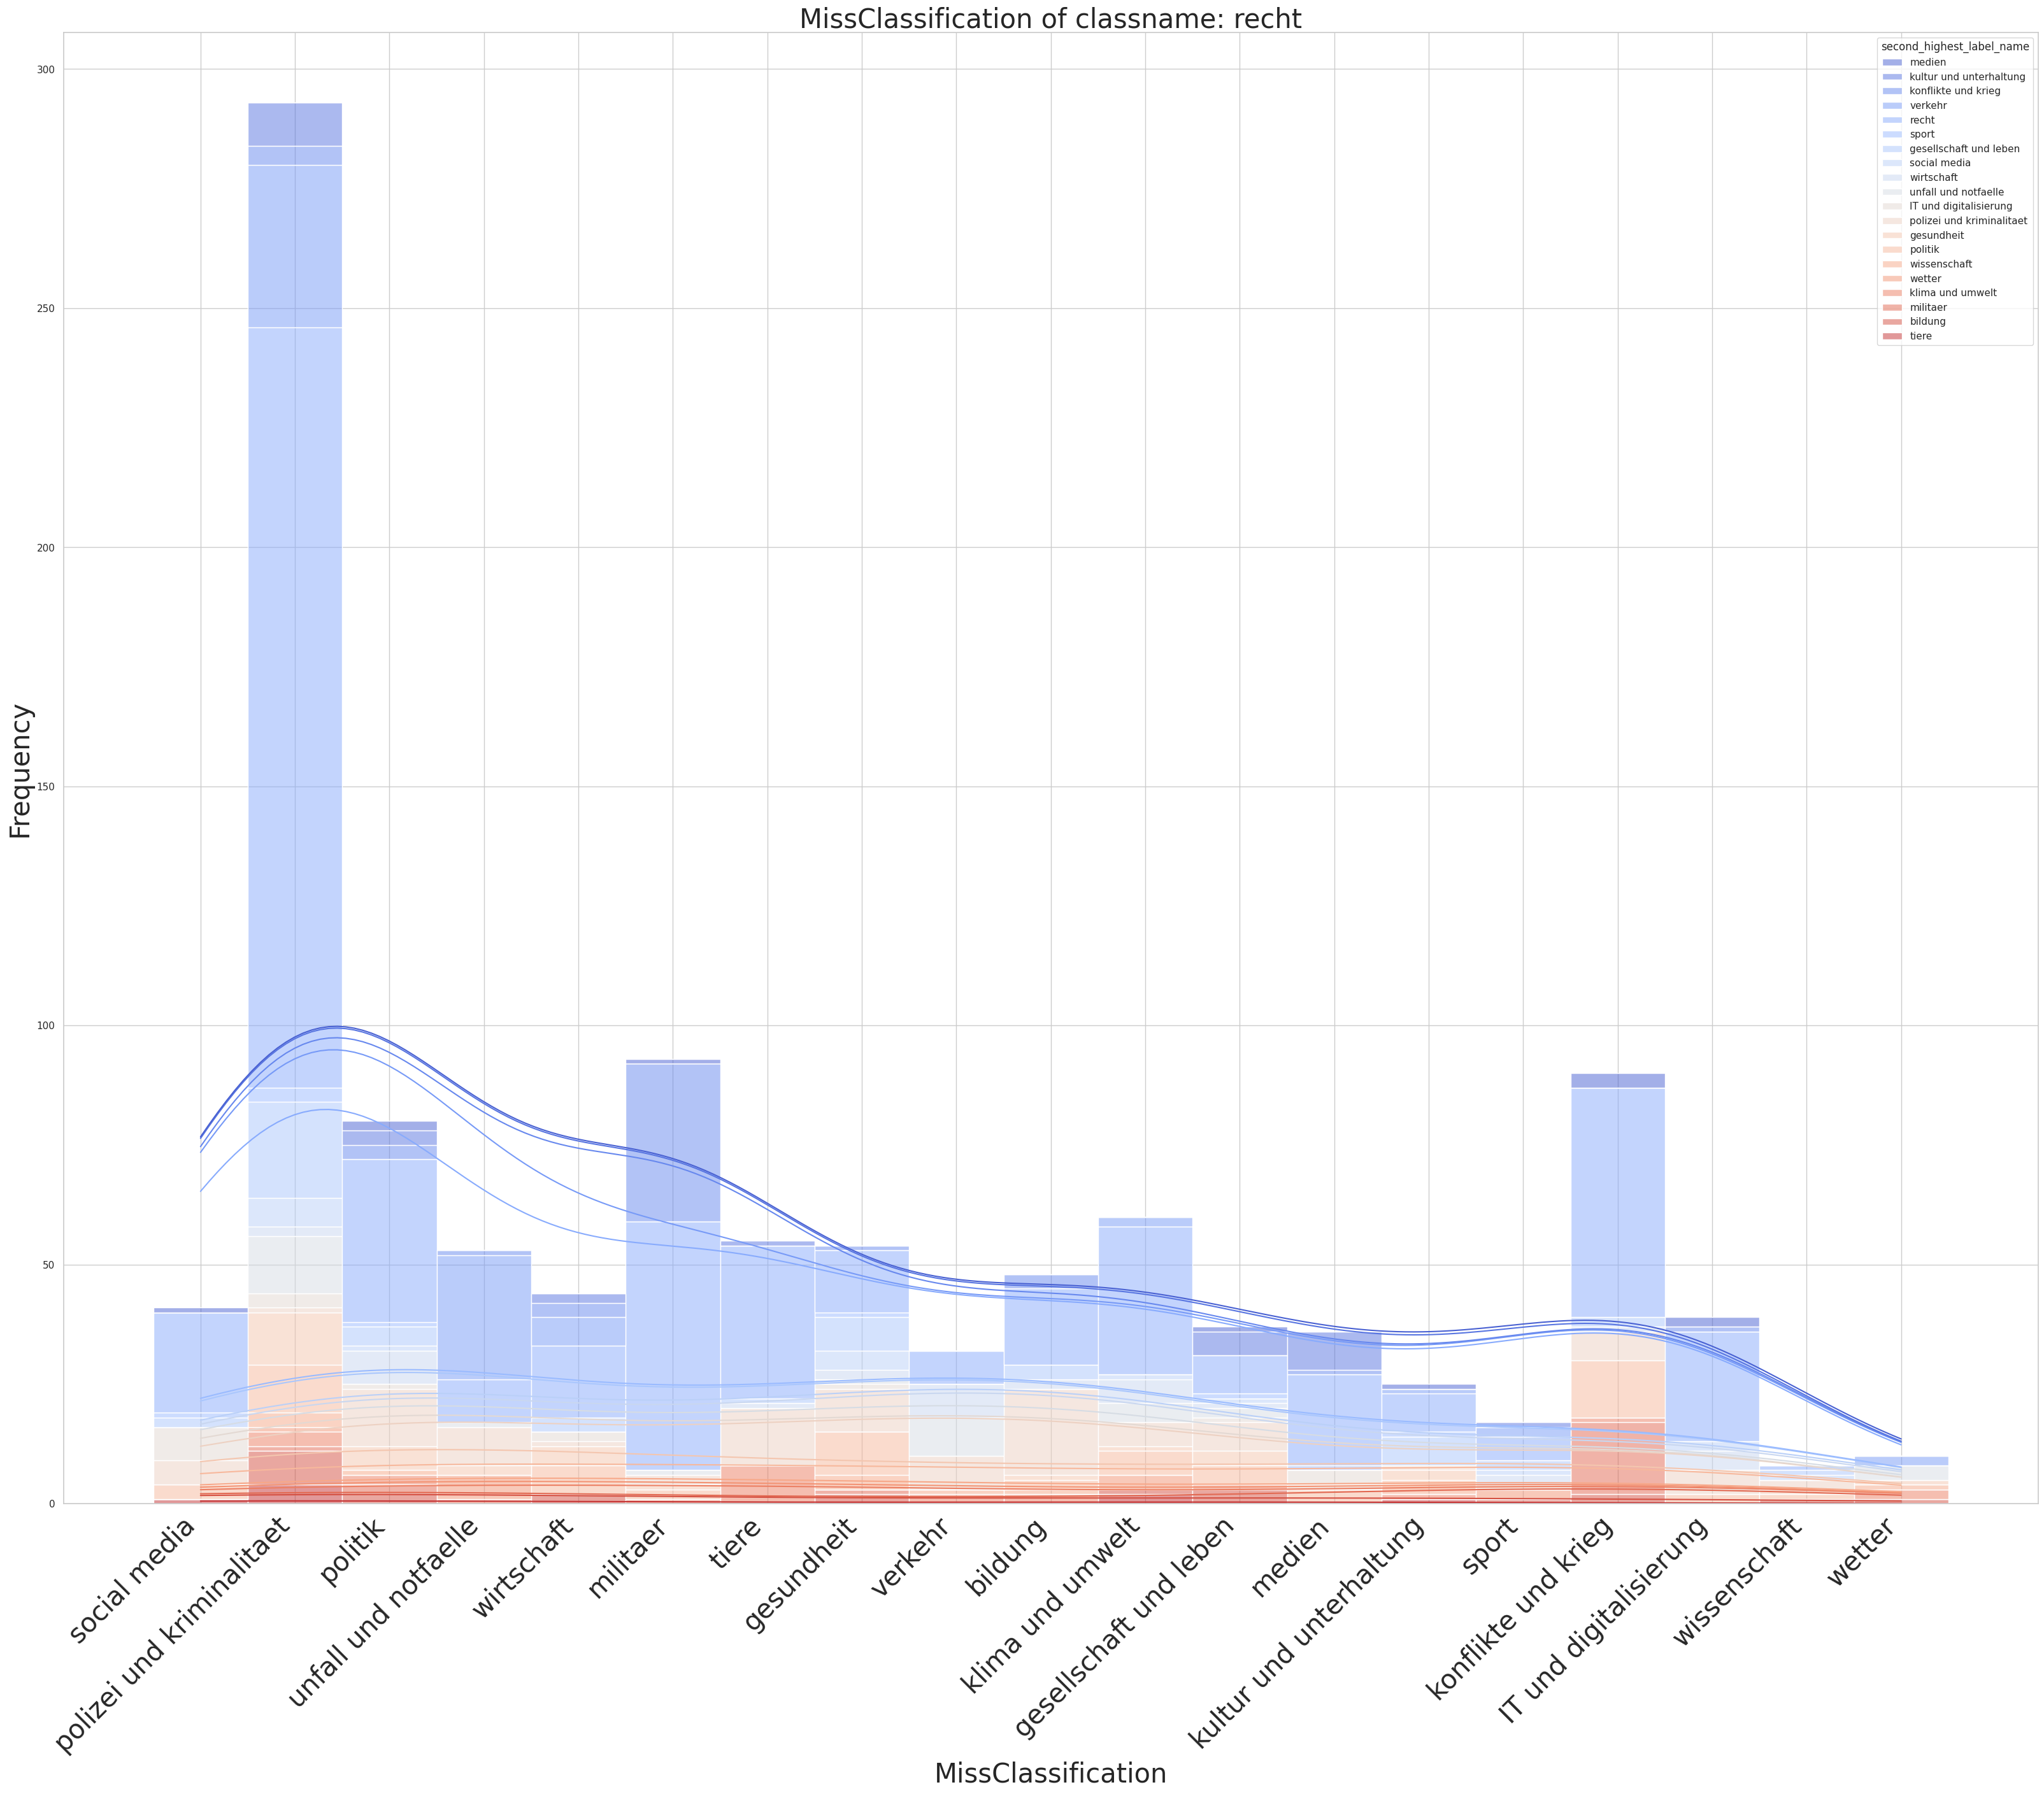 MissClassification of classname: recht
second_highest_label_name
medien
kultur und unterhaltung
konflikte und krieg
verkehr
recht
sport
gesellschaft und leben
social media
wirtschaft
unfall und notfaelle
IT und digitalisierung
polizei und kriminalitaet
gesundheit
politik
wissenschaft
wetter
klima und umwelt
militaer
bildung
tiere
Frequency
300
250
200
150
100
50
0
social media
polizei und kriminalitaet
politik
unfall und notfaelle
wirtschaft
militaer
tiere
gesundheit
verkehr
bildung
klima und umwelt
gesellschaft und leben
medien
kultur und unterhaltung
sport
konflikte und krieg
IT und digitalisierung
wissenschaft
wetter
MissClassification